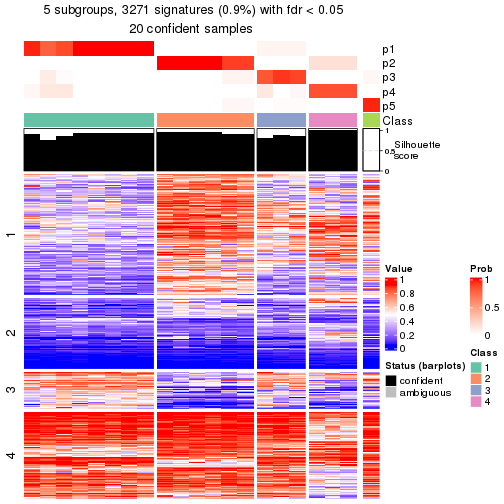 5 subgroups, 3271 signatures (0.9%) with fdr < 0.05
20 confident samples
p1
p2
p3
p4
p5
Class
1
0.5
0
Silhouette
score
1
2
3
4
Value
1
0.8
0.6
0.4
0.2
0
Status (barplots)
confident
ambiguous
Prob
1
0.5
0
Class
1
2
3
4